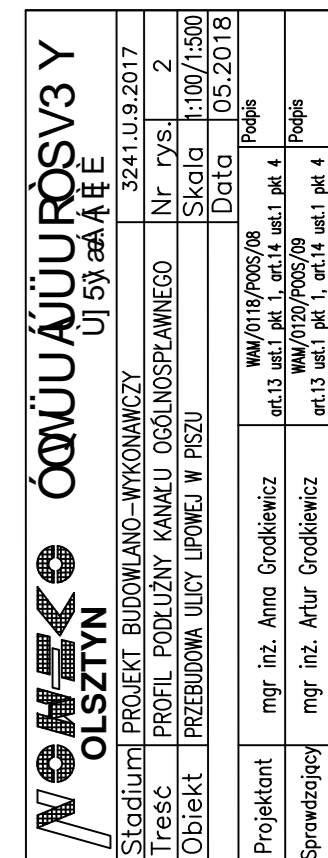 NOWEKO ÓQWÜUÁÚÜURÒSV3Y
OLSZTYN
Stadium PROJEKT BUDOWLANO-WYKONAWCZY 3241.U.9.2017
Treść PROFIL PODŁUŻNY KANAŁU OGÓLNOSPŁAWNEGO Nr rys. 2
Obiekt PRZEBUDOWA ULICY LIPOWEJ W PISZU Skala 1:100/1:500
Data 05.2018
Projektant mgr inż. Anna Grodkiewicz WAM/0118/POOS/08 Podpis
art.13 ust.1 pkt 1, art.14 ust.1 pkt 4
Sprawdzający mgr inż. Artur Grodkiewicz WAM/0120/POOS/09 Podpis
art.13 ust.1 pkt 1, art.14 ust.1 pkt 4